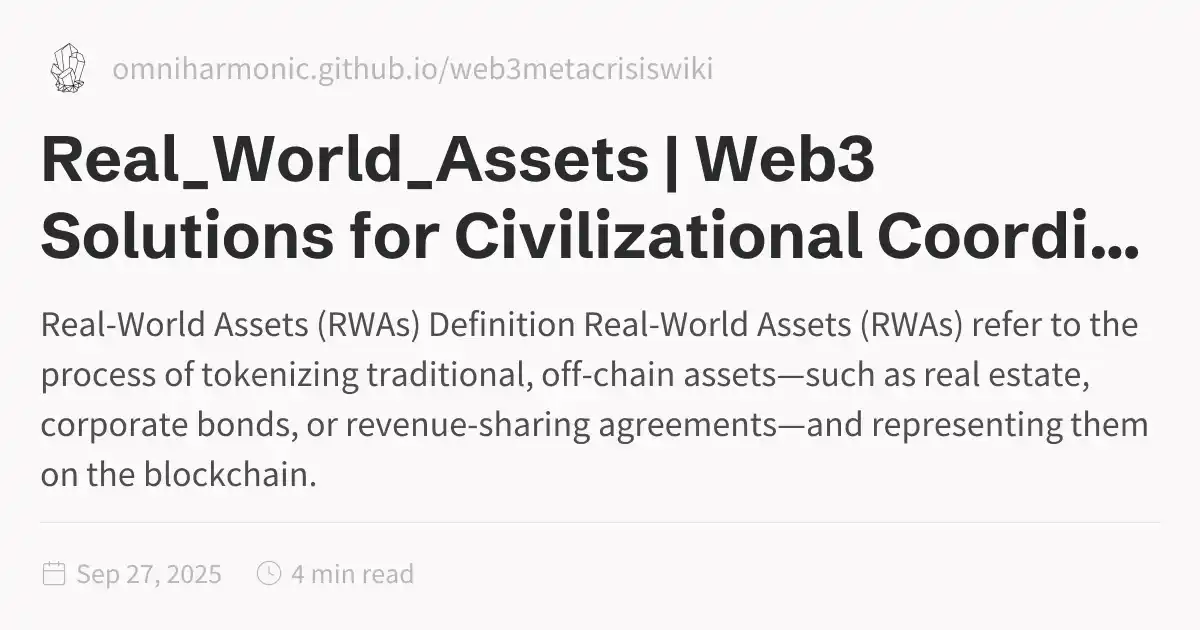 omniharmonic.github.io/web3metacrisiswiki
Real_World_Assets | Web3
Solutions for Civilizational Coordi...
Real-World Assets (RWAs) Definition Real-World Assets (RWAs) refer to the
process of tokenizing traditional, off-chain assets—such as real estate,
corporate bonds, or revenue-sharing agreements—and representing them
on the blockchain.
Sep 27, 2025 4 min read